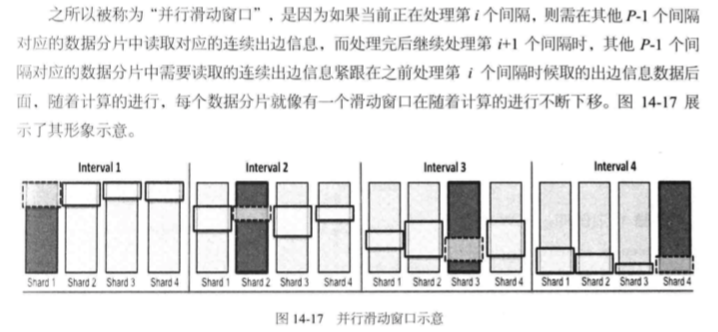 之所以被称为“并行滑动窗口”，是因为如果当前正在处理第 i 个间隔，则需在其他 P-1 个间隔
对应的数据分片中读取对应的连续出边信息，而处理完后继续处理第 i+1 个间隔时，其他 P-1 个间
隔对应的数据分片中需要读取的连续出边信息紧跟在之前处理第 i 个间隔时候取的出边信息数据后
面，随着计算的进行，每个数据分片就像有一个滑动窗口在随着计算的进行不断下移。图 14-17 展
示了其形象示意。
Interval 1 Interval 2 Interval 3 Interval 4
Shard 1 Shard 2 Shard 3 Shard 4 Shard 1 Shard 2 Shard 3 Shard 4 Shard 1 Shard 2 Shard 3 Shard 4 Shard 1 Shard 2 Shard 3 Shard 4
图 14-17 并行滑动窗口示意